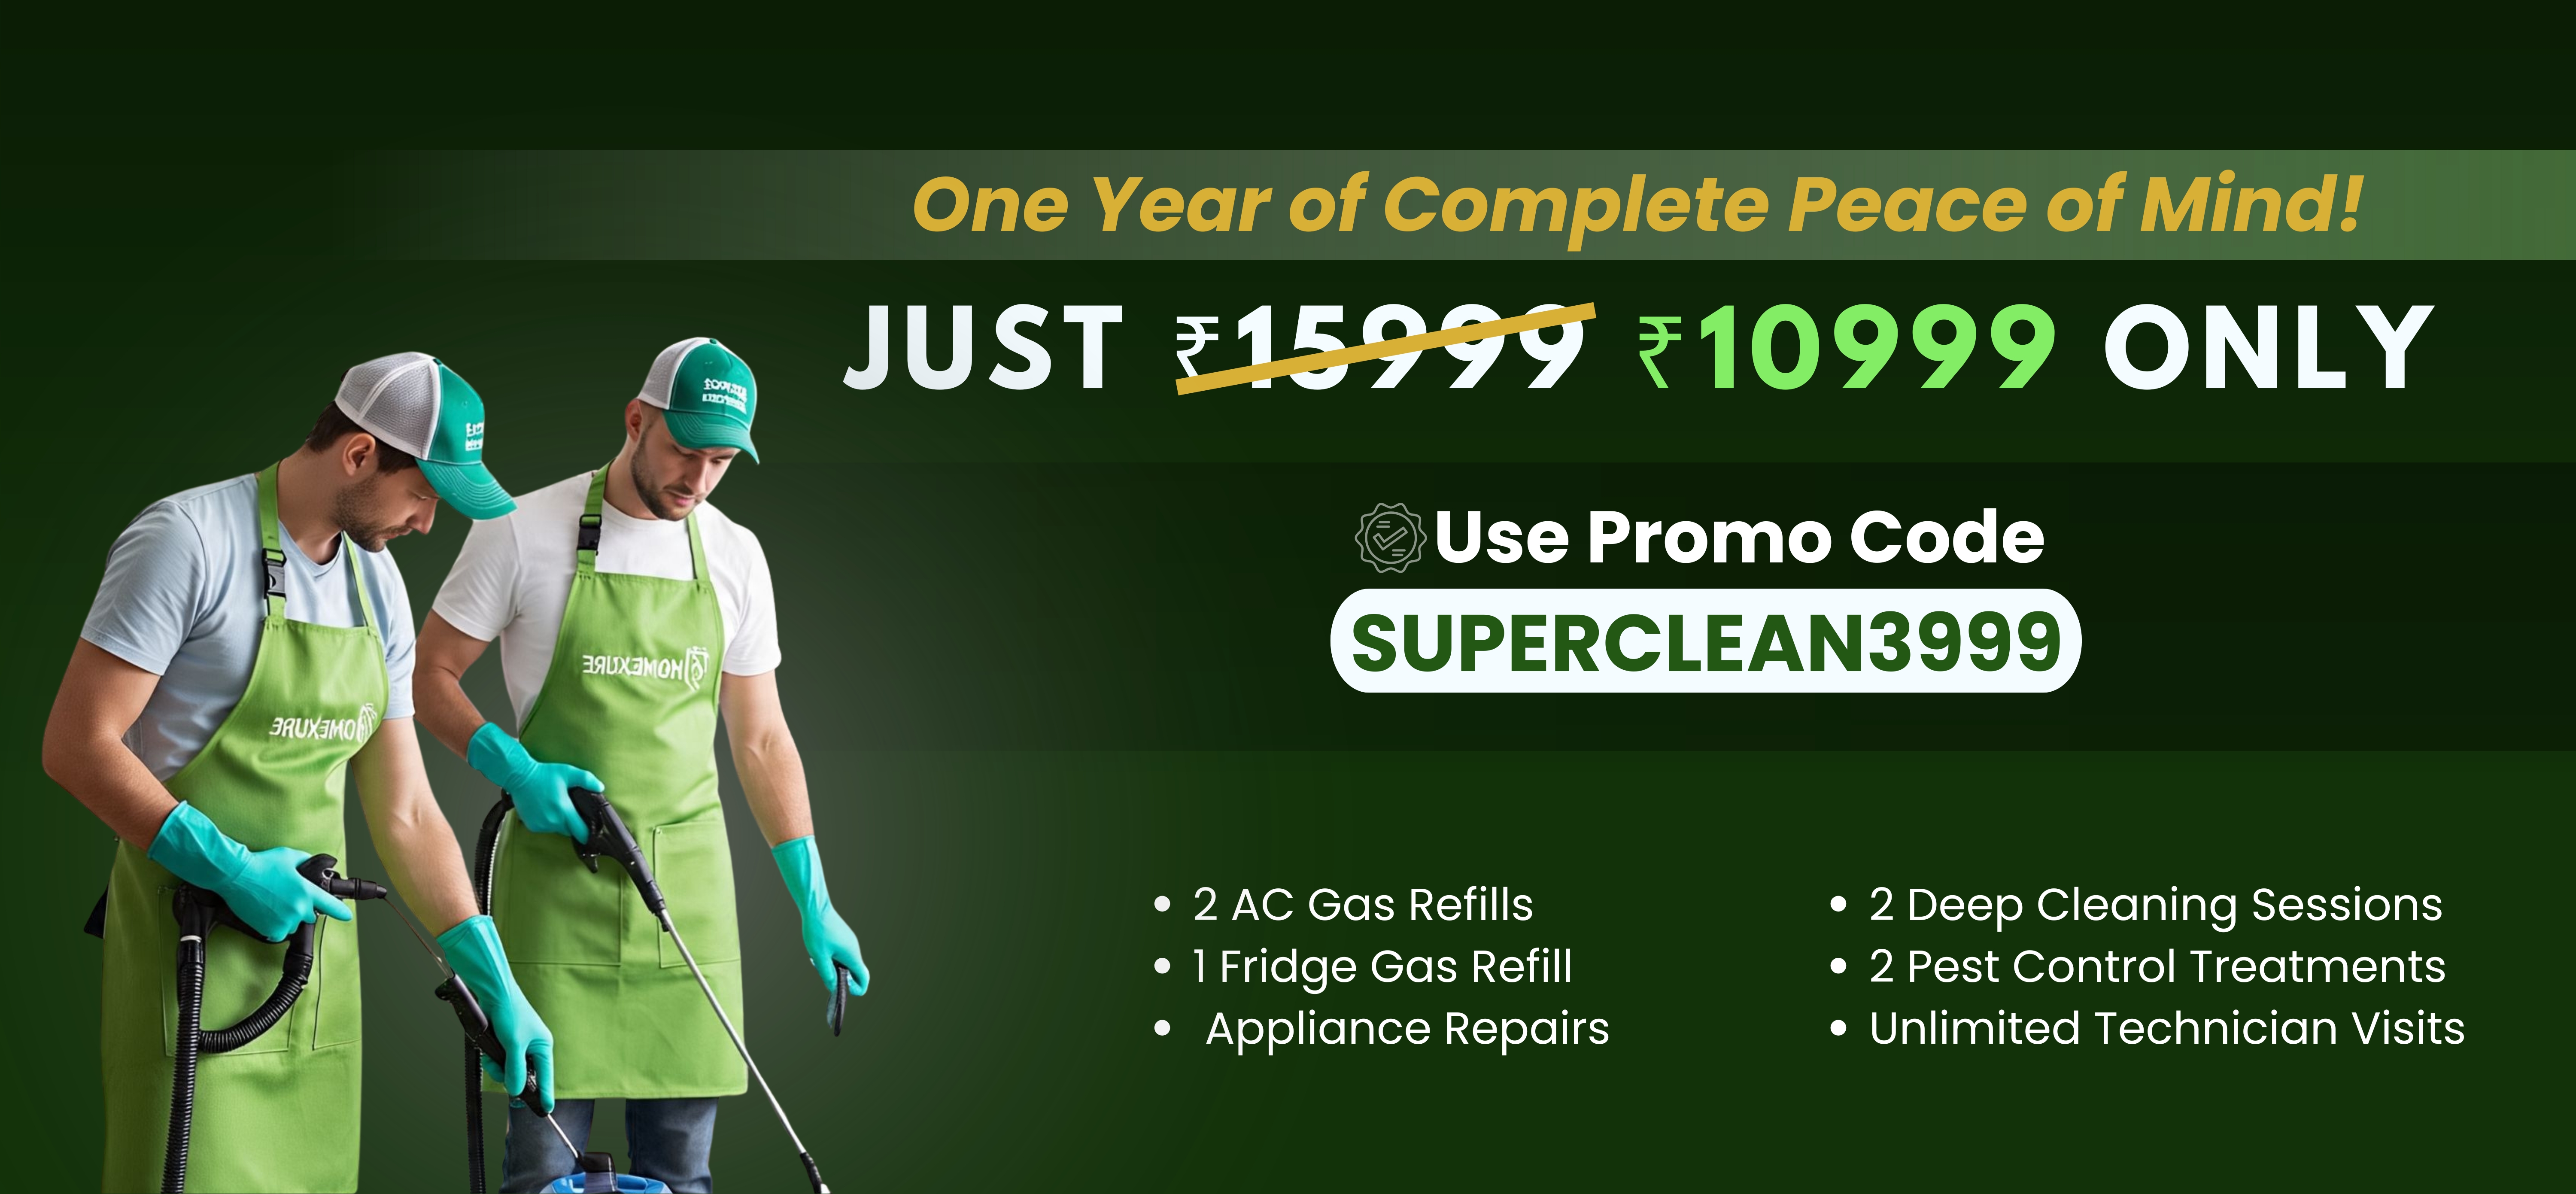 One Year of Complete Peace of Mind!
JUST ₹15999 ₹10999 ONLY
Use Promo Code
SUPERCLEAN3999
• 2 AC Gas Refills
• 1 Fridge Gas Refill
• Appliance Repairs
• 2 Deep Cleaning Sessions
• 2 Pest Control Treatments
• Unlimited Technician Visits
HOMEXURE
HOMEXURE